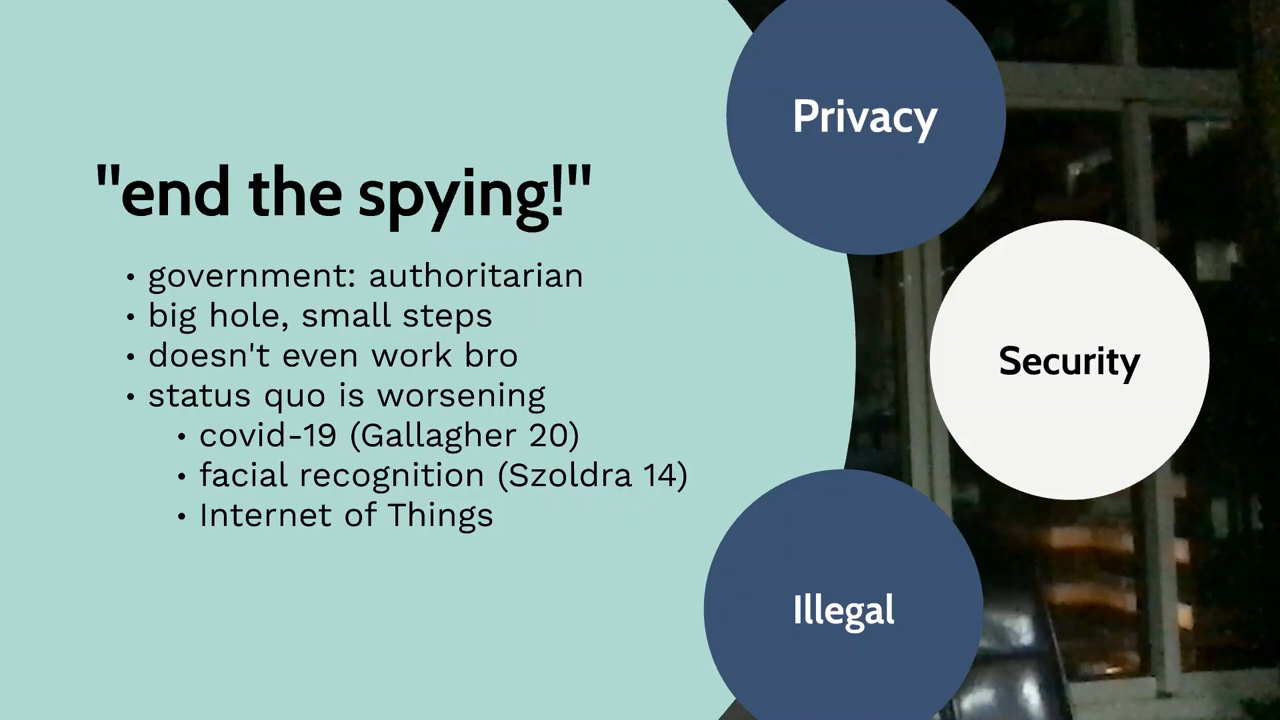 "end the spying!"
• government: authoritarian
• big hole, small steps
• doesn't even work bro
• status quo is worsening
• covid-19 (Gallagher 20)
• facial recognition (Szoldra 14)
• Internet of Things
Privacy
Security
Illegal